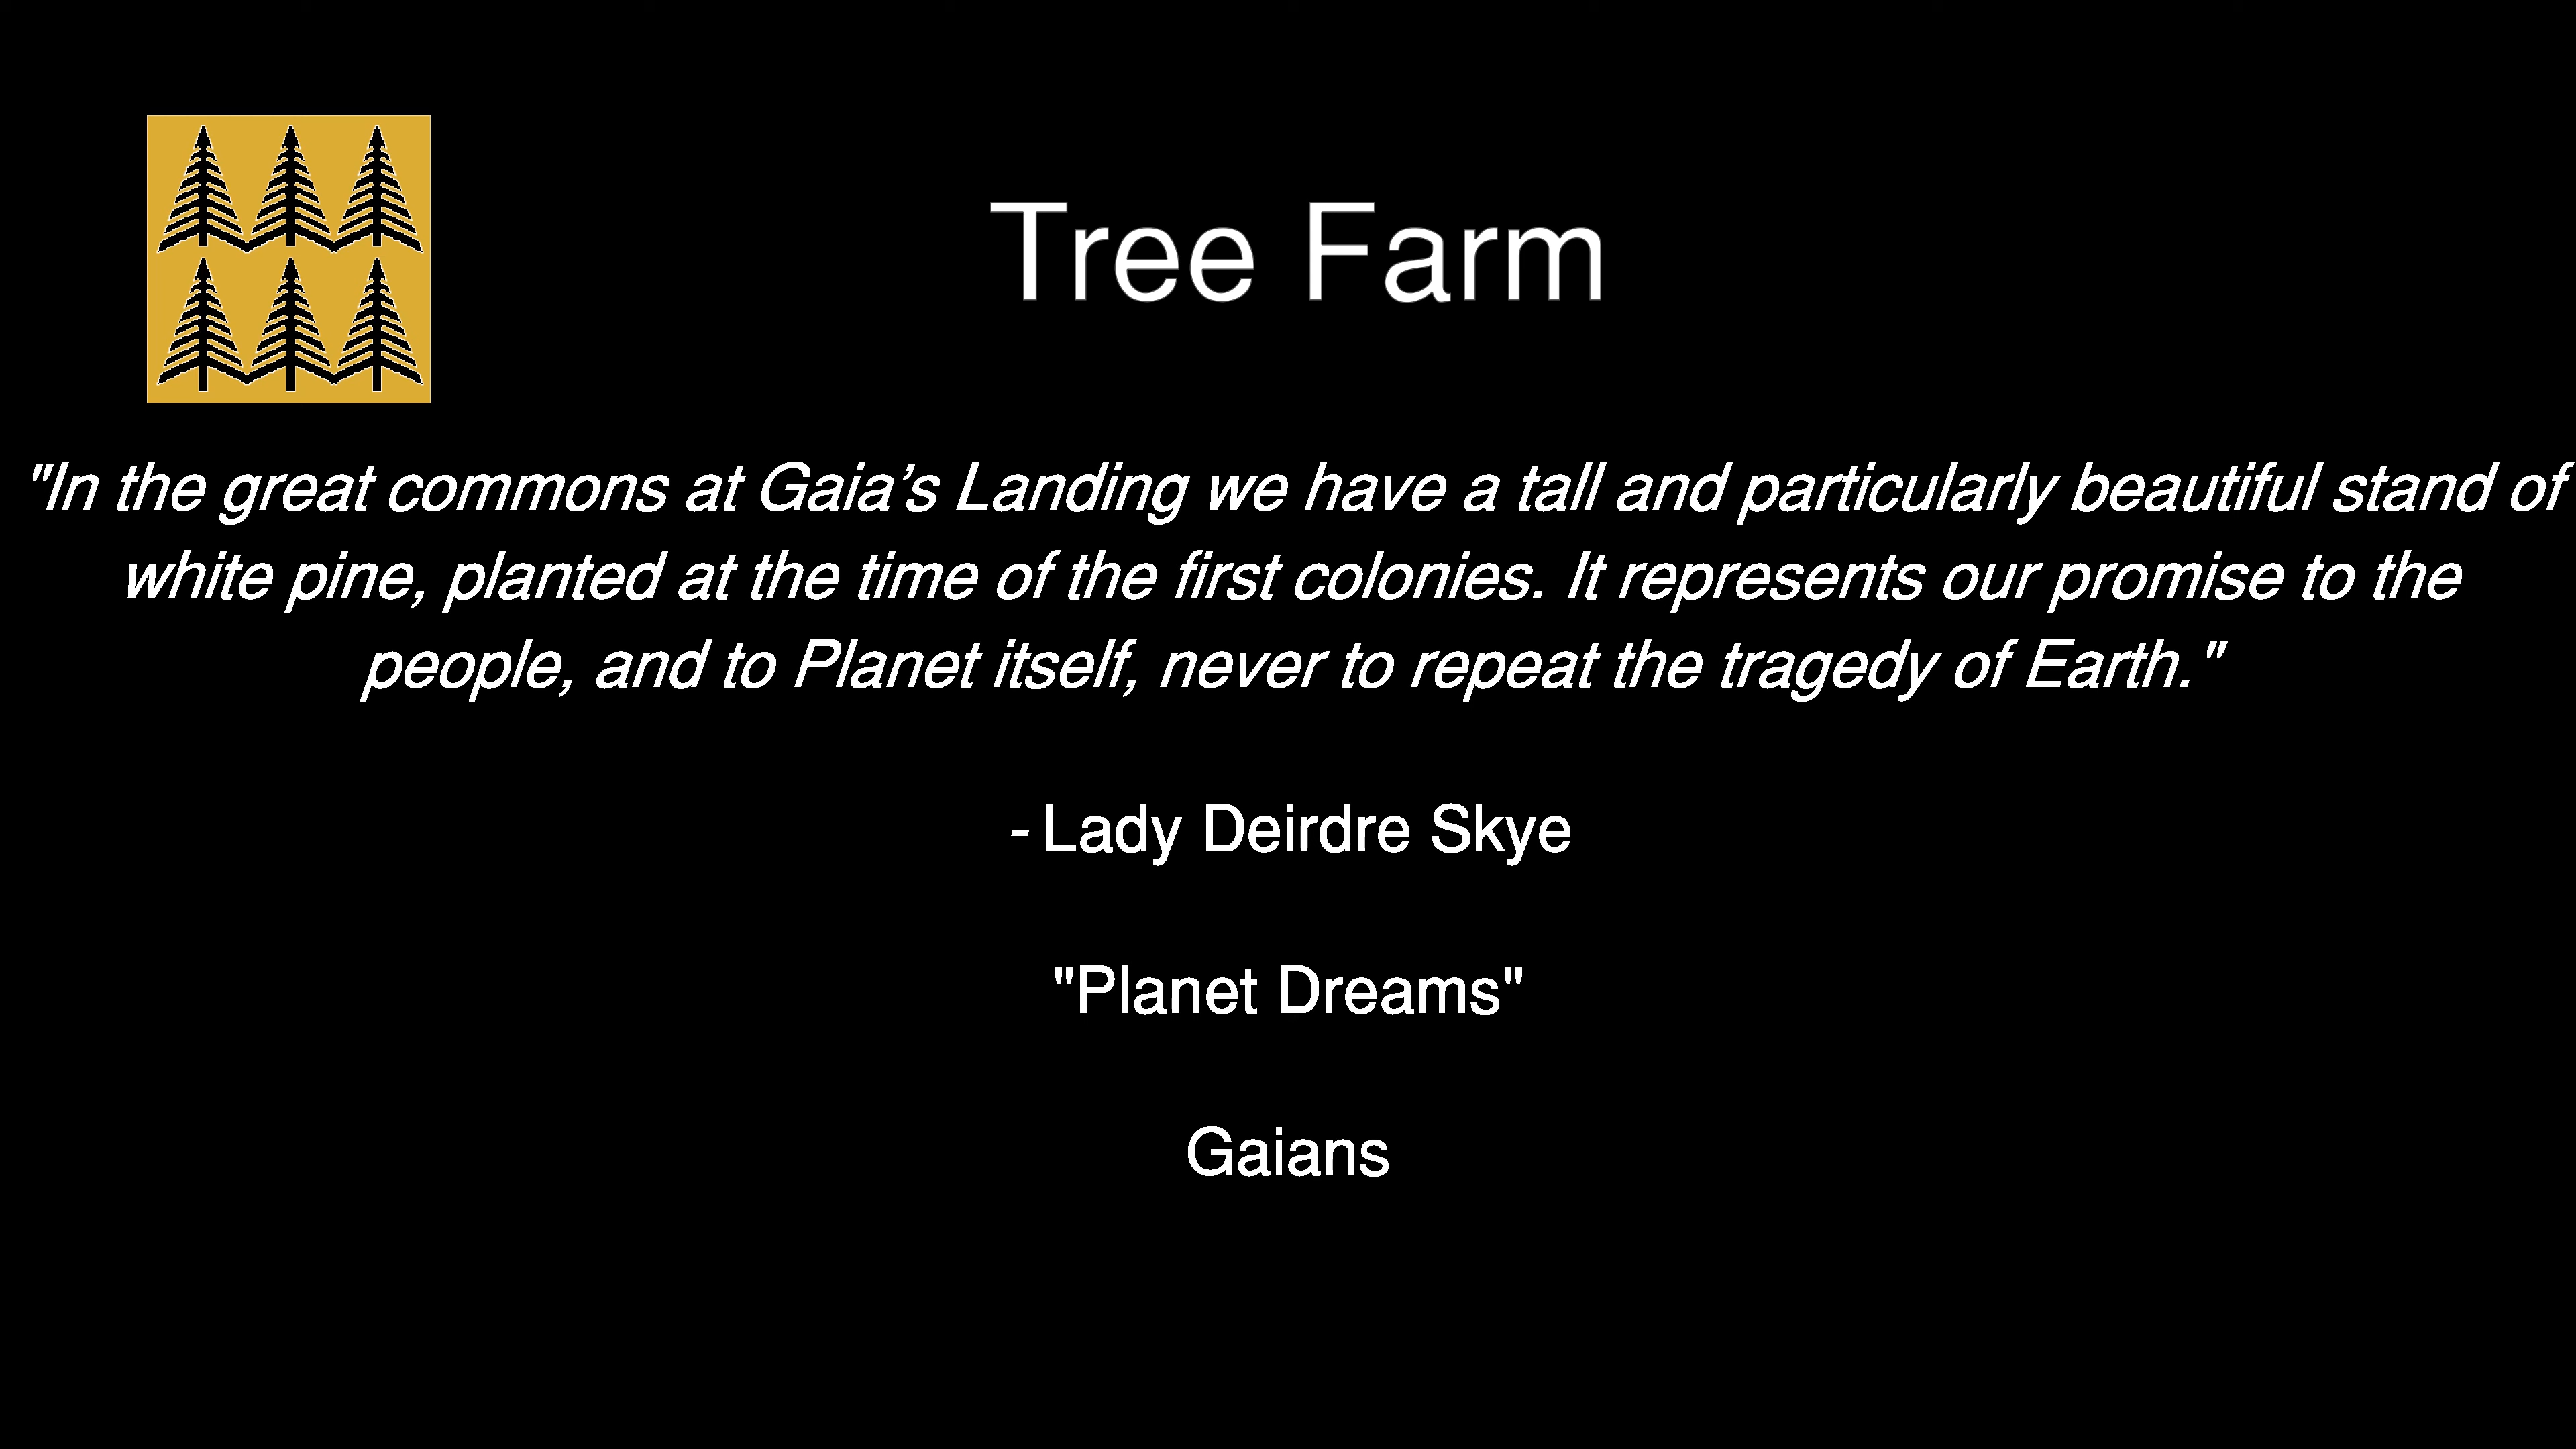 Tree Farm
"In the great commons at Gaia’s Landing we have a tall and particularly beautiful stand of
white pine, planted at the time of the first colonies. It represents our promise to the
people, and to Planet itself, never to repeat the tragedy of Earth."
- Lady Deirdre Skye
"Planet Dreams"
Gaians